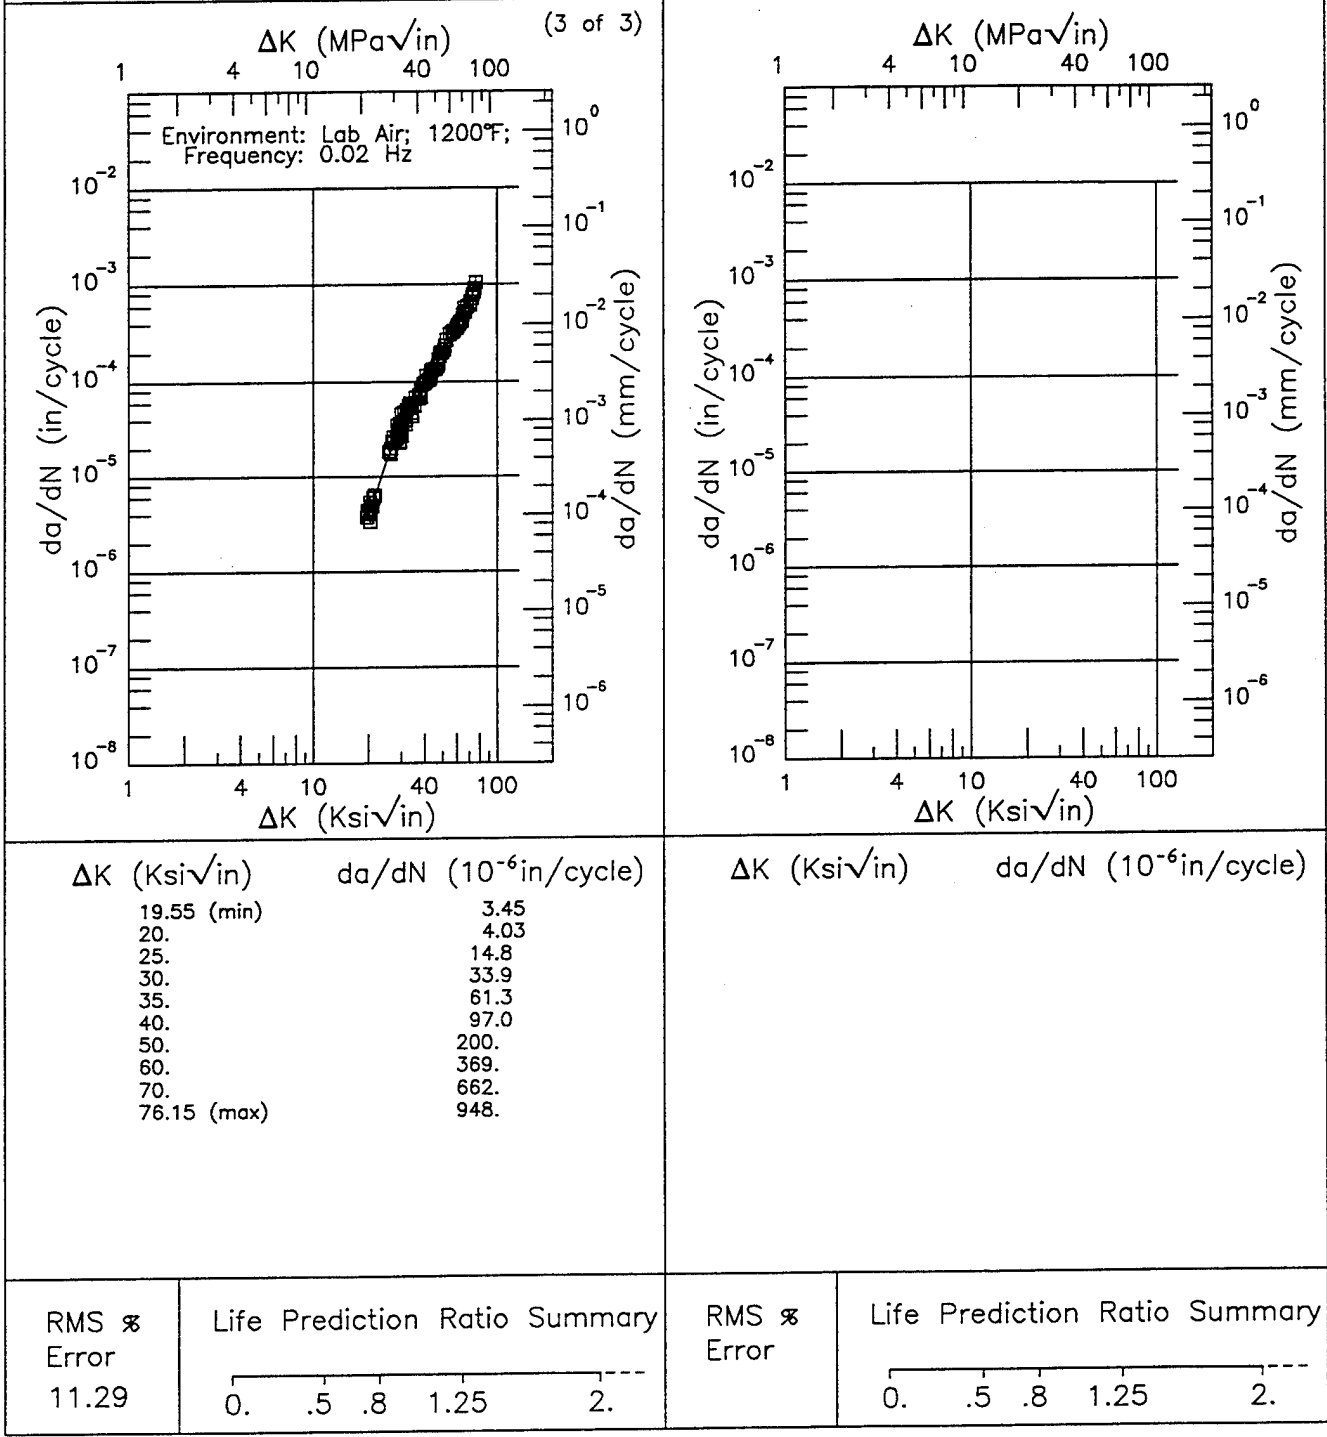 (3 of 3)
ΔK (MPa√in)
1 4 10 40 100
Environment: Lab Air; 1200°F;
Frequency: 0.02 Hz
10⁰
10⁻²
10⁻¹
10⁻³
10⁻²
10⁻⁴
10⁻³
10⁻⁵
10⁻⁴
10⁻⁶
10⁻⁵
10⁻⁷
10⁻⁶
10⁻⁸
da/dN (in/cycle)
da/dN (mm/cycle)
1 4 10 40 100
ΔK (Ksi√in)
ΔK (MPa√in)
1 4 10 40 100
10⁰
10⁻²
10⁻¹
10⁻³
10⁻²
10⁻⁴
10⁻³
10⁻⁵
10⁻⁴
10⁻⁶
10⁻⁵
10⁻⁷
10⁻⁶
10⁻⁸
da/dN (in/cycle)
da/dN (mm/cycle)
1 4 10 40 100
ΔK (Ksi√in)
ΔK (Ksi√in) da/dN (10⁻⁶in/cycle)
19.55 (min) 3.45
20. 4.03
25. 14.8
30. 33.9
35. 61.3
40. 97.0
50. 200.
60. 369.
70. 662.
76.15 (max) 948.
ΔK (Ksi√in) da/dN (10⁻⁶in/cycle)
RMS %
Error
11.29
Life Prediction Ratio Summary
0. .5 .8 1.25 2.
RMS %
Error
Life Prediction Ratio Summary
0. .5 .8 1.25 2.